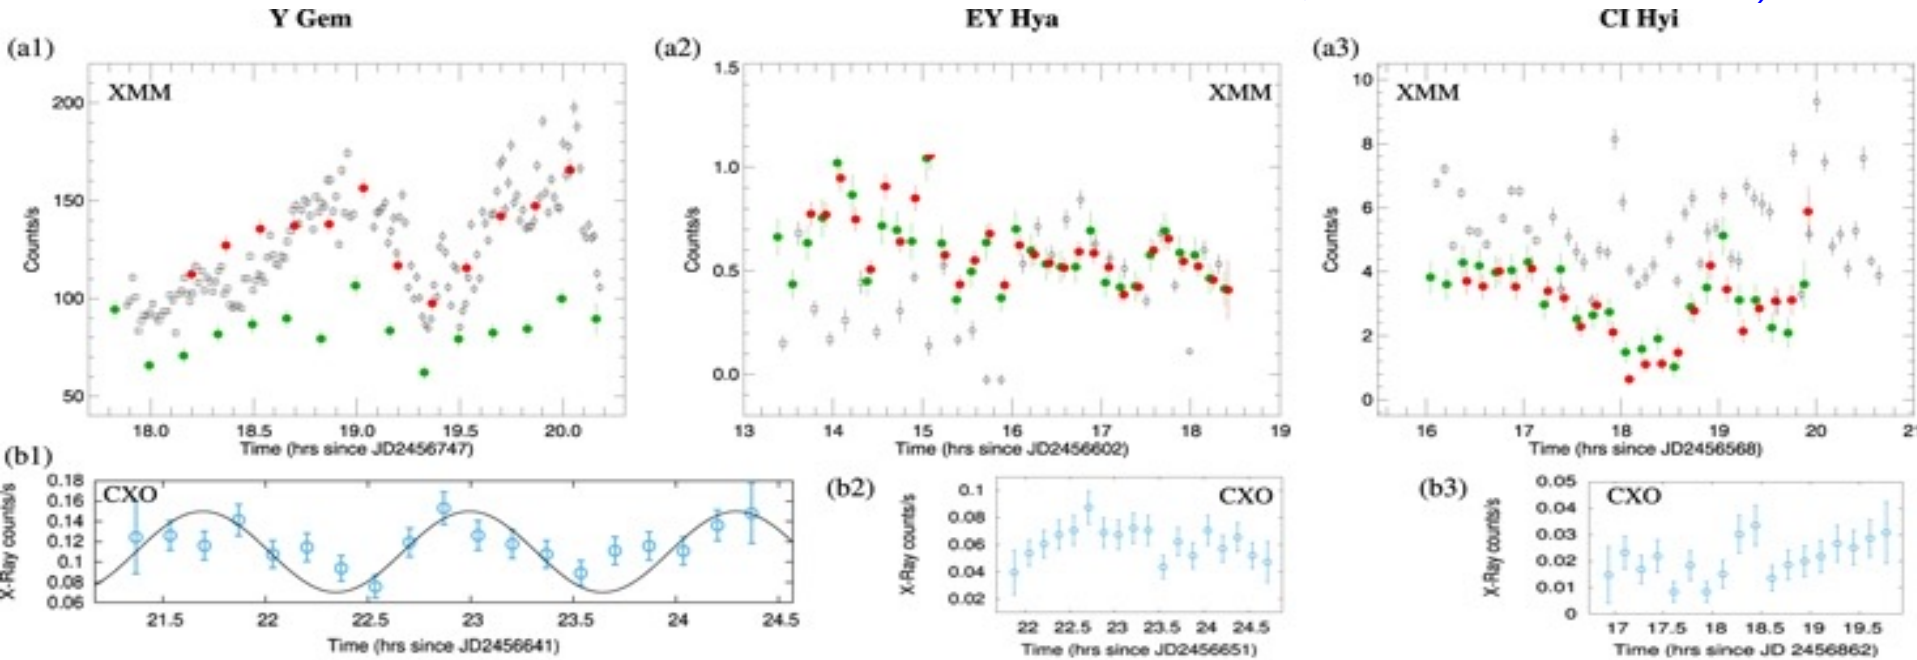 Y Gem
EY Hya
CI Hyi
(a1)
XMM
200
150
100
50
Counts/s
18.0 18.5 19.0 19.5 20.0
Time (hrs since JD2456747)
(a2)
XMM
1.5
1.0
0.5
0.0
Counts/s
13 14 15 16 17 18 19
Time (hrs since JD2456602)
(a3)
XMM
10
8
6
4
2
0
Counts/s
16 17 18 19 20
Time (hrs since JD2456568)
(b1)
CXO
0.18
0.16
0.14
0.12
0.10
0.08
0.06
X-Ray counts/s
21.5 22 22.5 23 23.5 24 24.5
Time (hrs since JD2456641)
(b2)
CXO
0.1
0.08
0.06
0.04
0.02
X-Ray counts/s
22 22.5 23 23.5 24 24.5
Time (hrs since JD2456651)
(b3)
CXO
0.05
0.04
0.03
0.02
0.01
0
X-Ray counts/s
17 17.5 18 18.5 19 19.5
Time (hrs since JD 2456862)